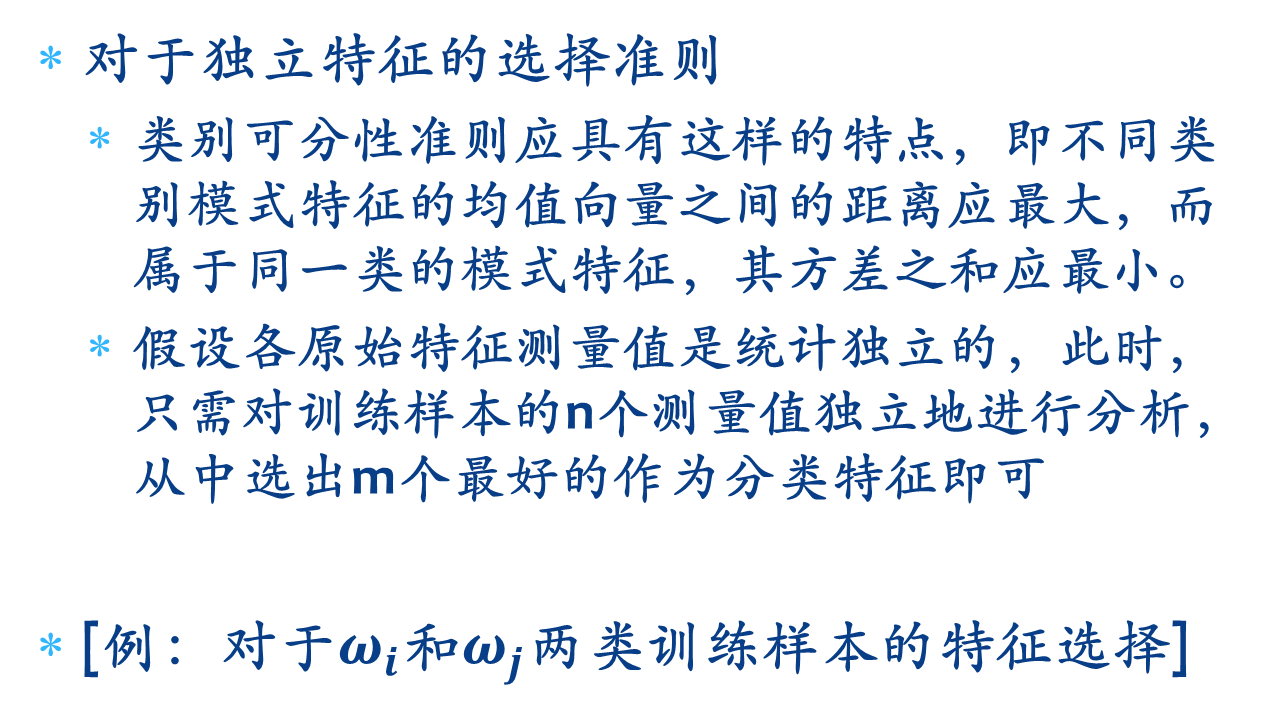 * 对于独立特征的选择准则
* 类别可分性准则应具有这样的特点，即不同类
别模式特征的均值向量之间的距离应最大，而
属于同一类的模式特征，其方差之和应最小。
* 假设各原始特征测量值是统计独立的，此时，
只需对训练样本的n个测量值独立地进行分析，
从中选出m个最好的作为分类特征即可
* [例：对于ωᵢ和ωⱼ两类训练样本的特征选择]